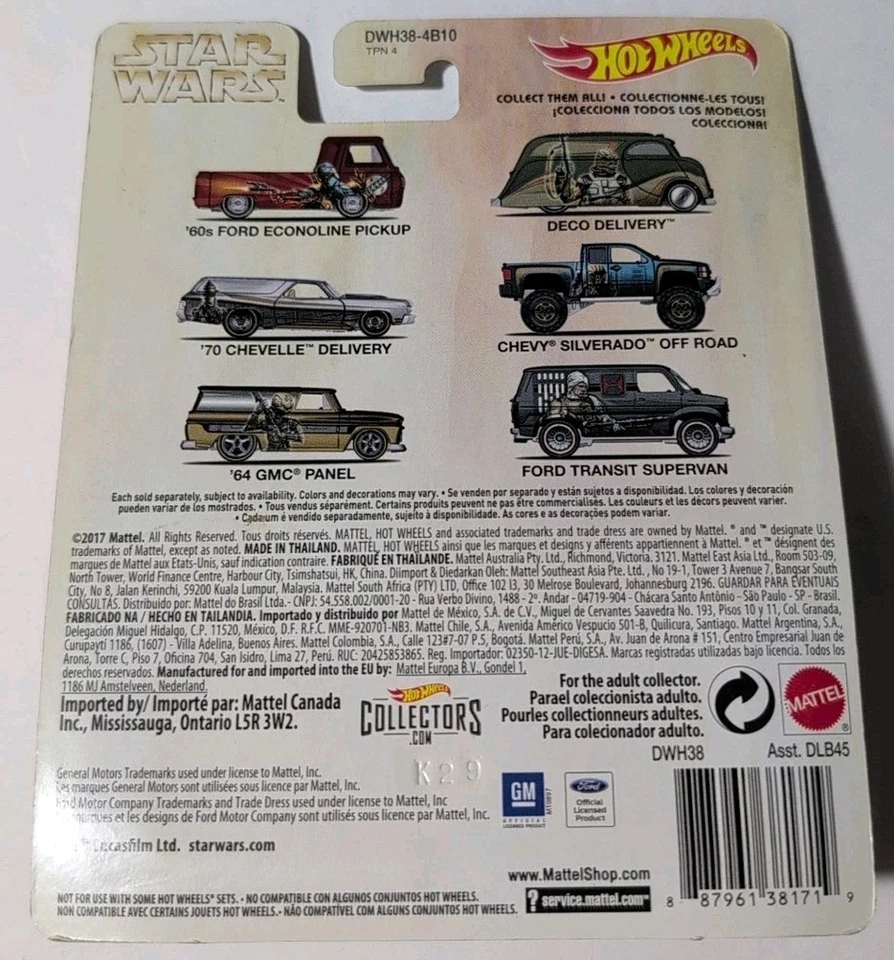 STAR
WARS™
DWH38-4B10
TPN 4
Hot Wheels®
COLLECT THEM ALL! • COLLECTIONNE-LES TOUS!
¡COLECCIONA TODOS LOS MODELOS!
COLECIONA!
'60s FORD ECONOLINE PICKUP
DECO DELIVERY™
'70 CHEVELLE™ DELIVERY
CHEVY® SILVERADO™ OFF ROAD
'64 GMC® PANEL
FORD TRANSIT SUPERVAN
Each sold separately, subject to availability. Colors and decorations may vary. • Se venden por separado y están sujetos a disponibilidad. Los colores y decoración
pueden variar de los mostrados. • Tous vendus séparément. Certains produits peuvent ne pas être commercialisés. Les couleurs et les décors peuvent varier.
• Cada um é vendido separadamente, sujeito à disponibilidade. As cores e as decorações podem variar.
©2017 Mattel. All Rights Reserved. Tous droits réservés. MATTEL, HOT WHEELS and associated trademarks and trade dress are owned by Mattel. ® and ™ designate U.S.
trademarks of Mattel, except as noted. MADE IN THAILAND. MATTEL, HOT WHEELS ainsi que les marques et designs y afférents appartiennent à Mattel. ® et ™ désignent des
marques de Mattel aux États-Unis, sauf indication contraire. FABRIQUÉ EN THAÏLANDE. Mattel Australia Pty. Ltd., Richmond, Victoria. 3121. Mattel East Asia Ltd., Room 503-09,
North Tower, World Finance Centre, Harbour City, Tsimshatsui, HK, China. Diimport & Diedarkan Oleh: Mattel Southeast Asia Pte. Ltd., No 19-1, Tower 3 Avenue 7, Bangsar South
City, No 8, Jalan Kerinchi, 59200 Kuala Lumpur, Malaysia. Mattel South Africa (PTY) LTD, Office 102 I3, 30 Melrose Boulevard, Johannesburg 2196. GUARDAR PARA EVENTUAIS
CONSULTAS. Distribuido por: Mattel do Brasil Ltda.- CNPJ: 54.558.002/0001-20 - Rua Verbo Divino, 1488 - 2º. Andar - 04719-904 - Chácara Santo Antônio - São Paulo - SP - Brasil.
FABRICADO NA / HECHO EN TAILANDIA. Importado y distribuido por Mattel de México, S.A. de C.V., Miguel de Cervantes Saavedra No. 193, Pisos 10 y 11, Col. Granada,
Delegación Miguel Hidalgo, C.P. 11520, México, D.F. R.F.C. MME-920701-NB3. Mattel Chile, S.A., Avenida Américo Vespucio 501-B, Quilicura, Santiago. Mattel Argentina, S.A.,
Curupaytí 1186, (1607) - Villa Adelina, Buenos Aires. Mattel Colombia, S.A., Calle 123#7-07 P.5, Bogotá. Mattel Perú, S.A., Av. Juan de Arona # 151, Centro Empresarial Juan de
Arona, Torre C, Piso 7, Oficina 704, San Isidro, Lima 27, Perú. RUC: 20425853865. Reg. Importador: 02350-12-JUE-DIGESA. Marcas registradas utilizadas bajo licencia. Todos los
derechos reservados. Manufactured for and imported into the EU by: Mattel Europa B.V., Gondel 1,
1186 MJ Amstelveen, Nederland.
Imported by/ Importé par: Mattel Canada
Inc., Mississauga, Ontario L5R 3W2.
Hot Wheels
COLLECTORS
.COM
For the adult collector.
Para el coleccionista adulto.
Pour les collectionneurs adultes.
Para colecionador adulto.
MATTEL
®
DWH38
Asst. DLB45
K29
General Motors Trademarks used under license to Mattel, Inc.
Les marques General Motors sont utilisées sous licence par Mattel, Inc.
Ford Motor Company Trademarks and Trade Dress used under license to Mattel, Inc
et les designs de Ford Motor Company sont utilisés sous licence par Mattel, Inc.
GM
OFFICIAL
LICENSED PRODUCT
Ford
Official
Licensed
Product
Lucasfilm Ltd. starwars.com
www.MattelShop.com
? service.mattel.com™
NOT FOR USE WITH SOME HOT WHEELS® SETS. • NO COMPATIBLE CON ALGUNOS CONJUNTOS HOT WHEELS.
NON COMPATIBLE AVEC CERTAINS JOUETS HOT WHEELS. • NÃO COMPATÍVEL COM ALGUNS CONJUNTOS HOT WHEELS.
8 87961 38171 9